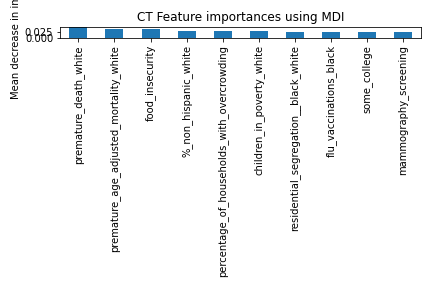 CT Feature importances using MDI
Mean decrease in in
0.025
0.000
premature_death_white
premature_age_adjusted_mortality_white
food_insecurity
%_non_hispanic_white
percentage_of_households_with_overcrowding
children_in_poverty_white
residential_segregation__black_white
flu_vaccinations_black
some_college
mammography_screening